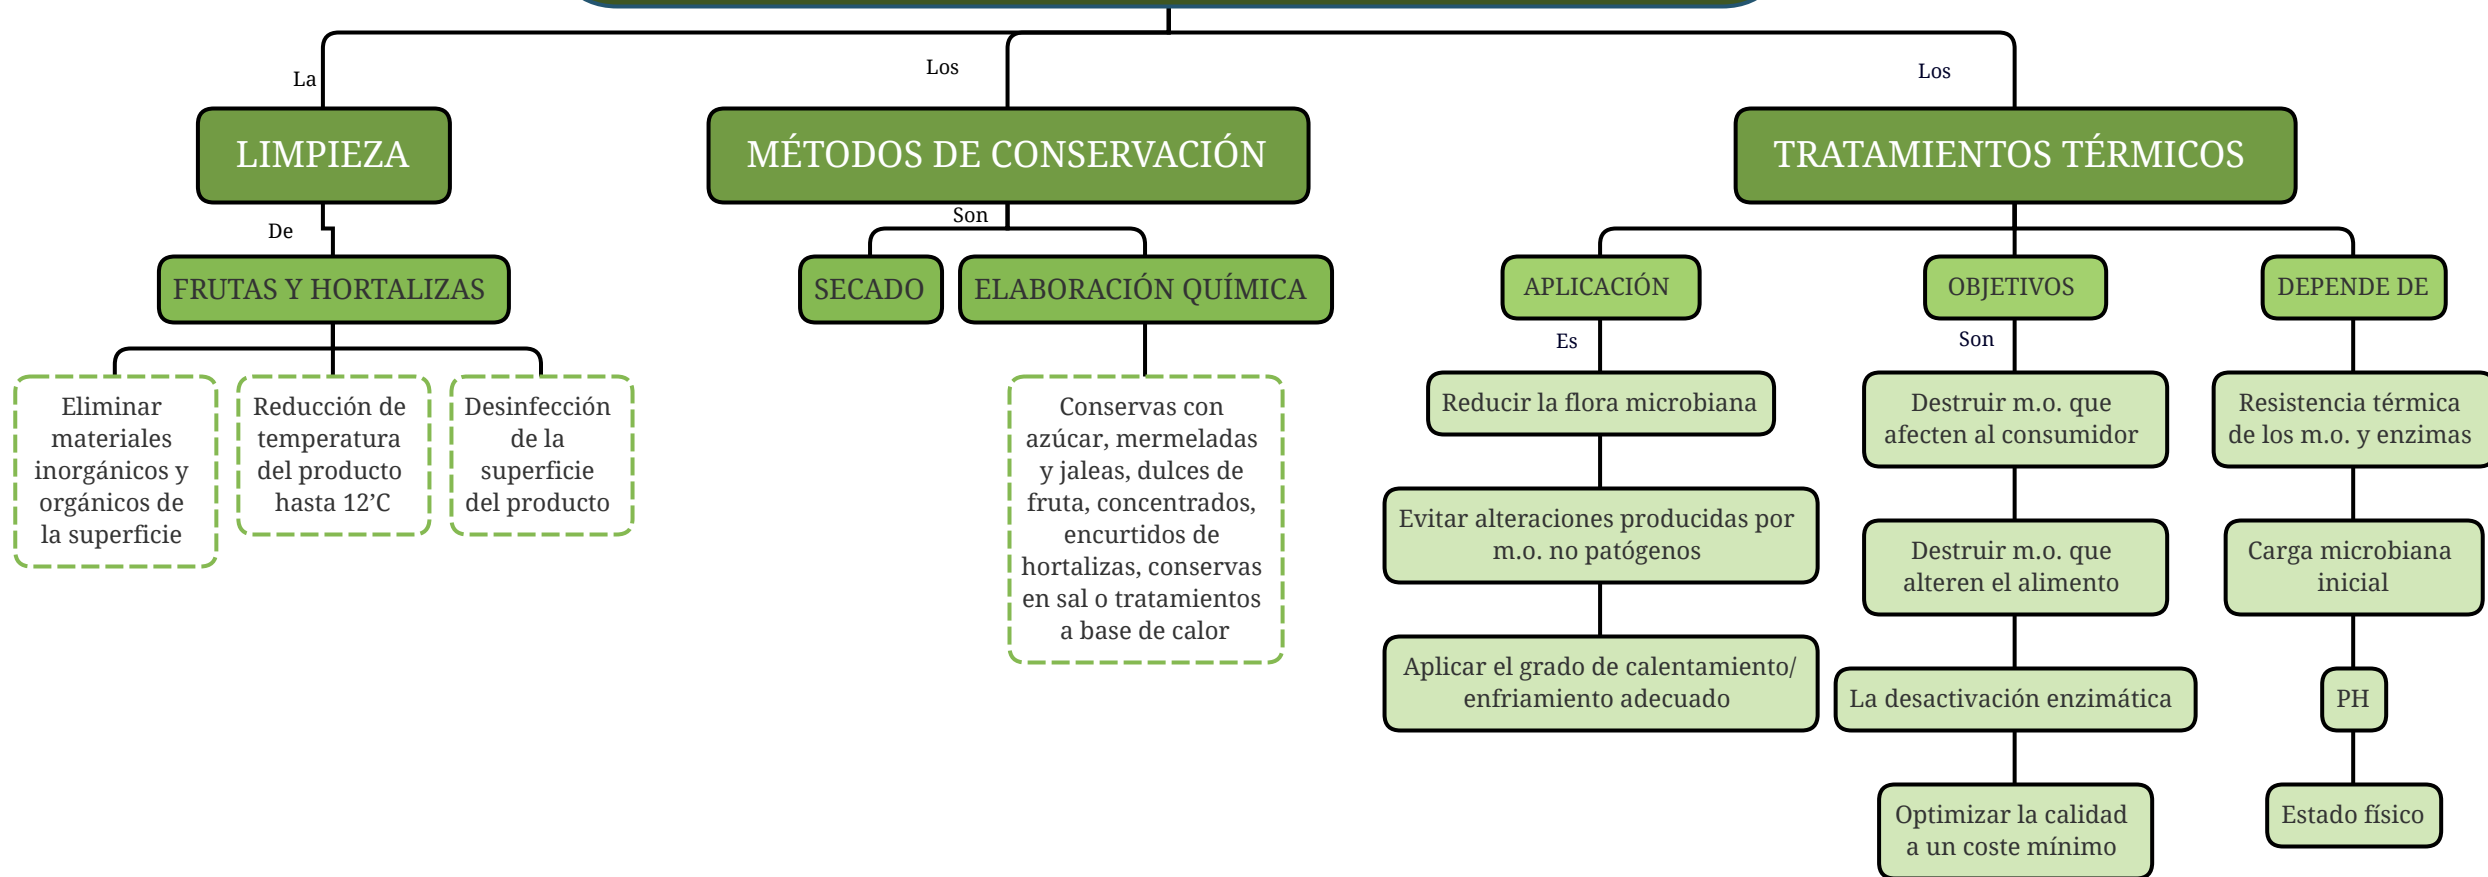 La
Los
Los
LIMPIEZA
MÉTODOS DE CONSERVACIÓN
TRATAMIENTOS TÉRMICOS
De
Son
FRUTAS Y HORTALIZAS
SECADO
ELABORACIÓN QUÍMICA
APLICACIÓN
OBJETIVOS
DEPENDE DE
Es
Son
Eliminar
materiales
inorgánicos y
orgánicos de
la superficie
Reducción de
temperatura
del producto
hasta 12’C
Desinfección
de la
superficie
del producto
Conservas con
azúcar, mermeladas
y jaleas, dulces de
fruta, concentrados,
encurtidos de
hortalizas, conservas
en sal o tratamientos
a base de calor
Reducir la flora microbiana
Evitar alteraciones producidas por
m.o. no patógenos
Aplicar el grado de calentamiento/
enfriamiento adecuado
Destruir m.o. que
afecten al consumidor
Destruir m.o. que
alteren el alimento
La desactivación enzimática
Optimizar la calidad
a un coste mínimo
Resistencia térmica
de los m.o. y enzimas
Carga microbiana
inicial
PH
Estado físico